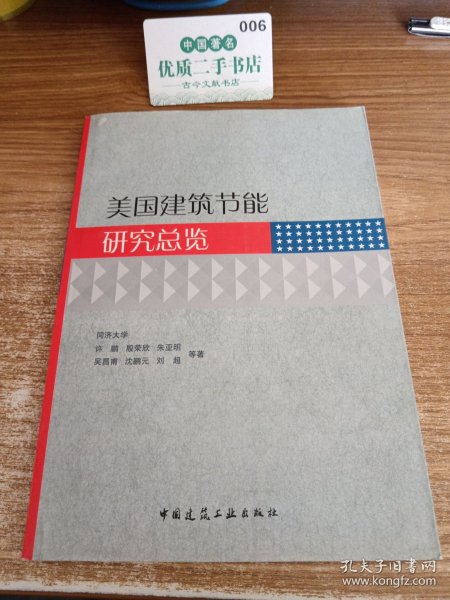 006
中国著名
优质二手书店
古今文献书店
美国建筑节能
研究总览
同济大学
许 鹏 殷荣欣 朱亚明
吴昌甫 沈鹏元 刘 超 等著
中国建筑工业出版社
孔夫子旧书网
www.kongfz.com